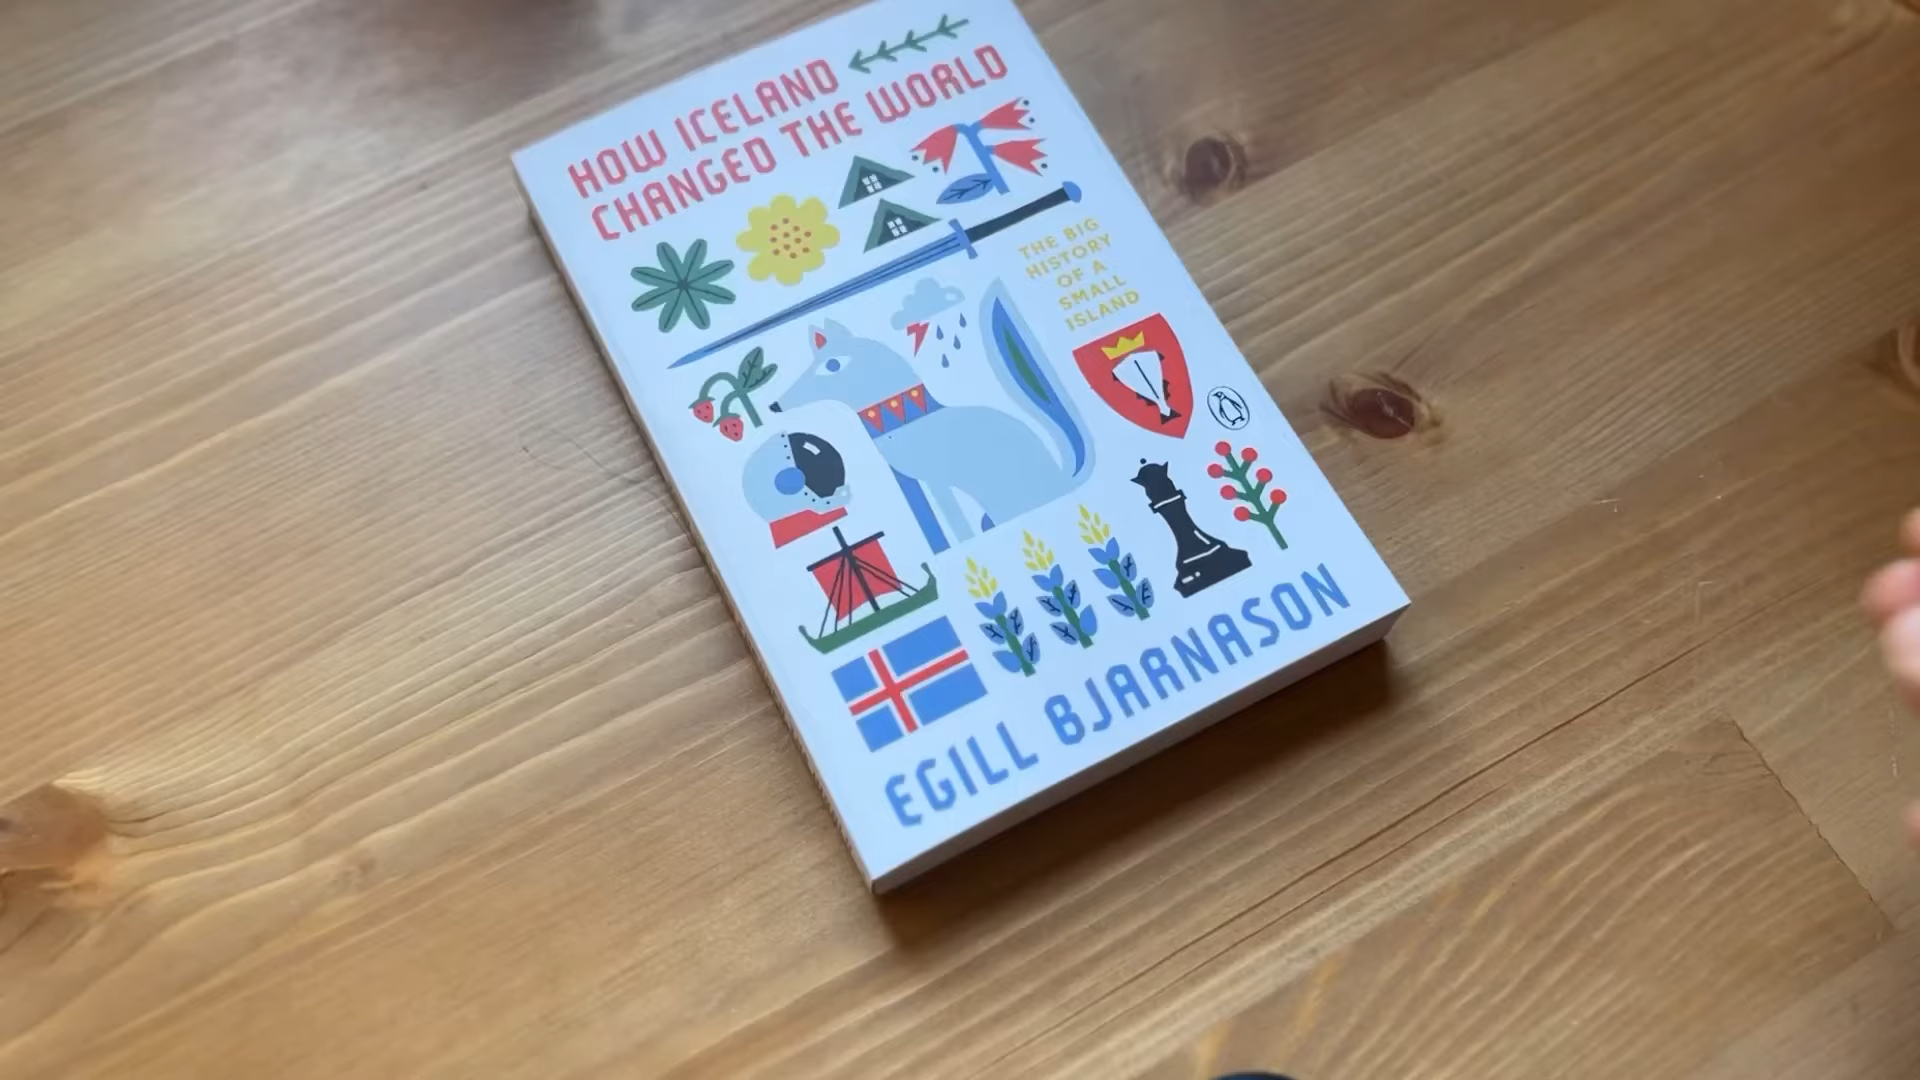 HOW ICELAND
CHANGED THE WORLD
THE BIG
HISTORY
OF A
SMALL
ISLAND
EGILL BJARNASON